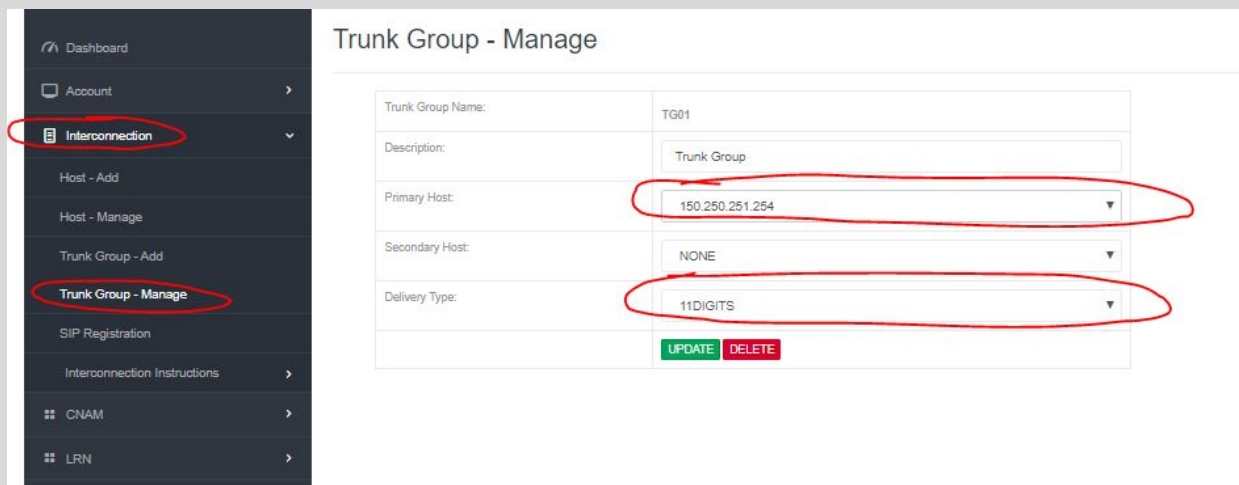 Dashboard
Account
Interconnection
Host - Add
Host - Manage
Trunk Group - Add
Trunk Group - Manage
SIP Registration
Interconnection Instructions
CNAM
LRN
Trunk Group - Manage
Trunk Group Name: TG01
Description: Trunk Group
Primary Host: 150.250.251.254
Secondary Host: NONE
Delivery Type: 11DIGITS
UPDATE DELETE